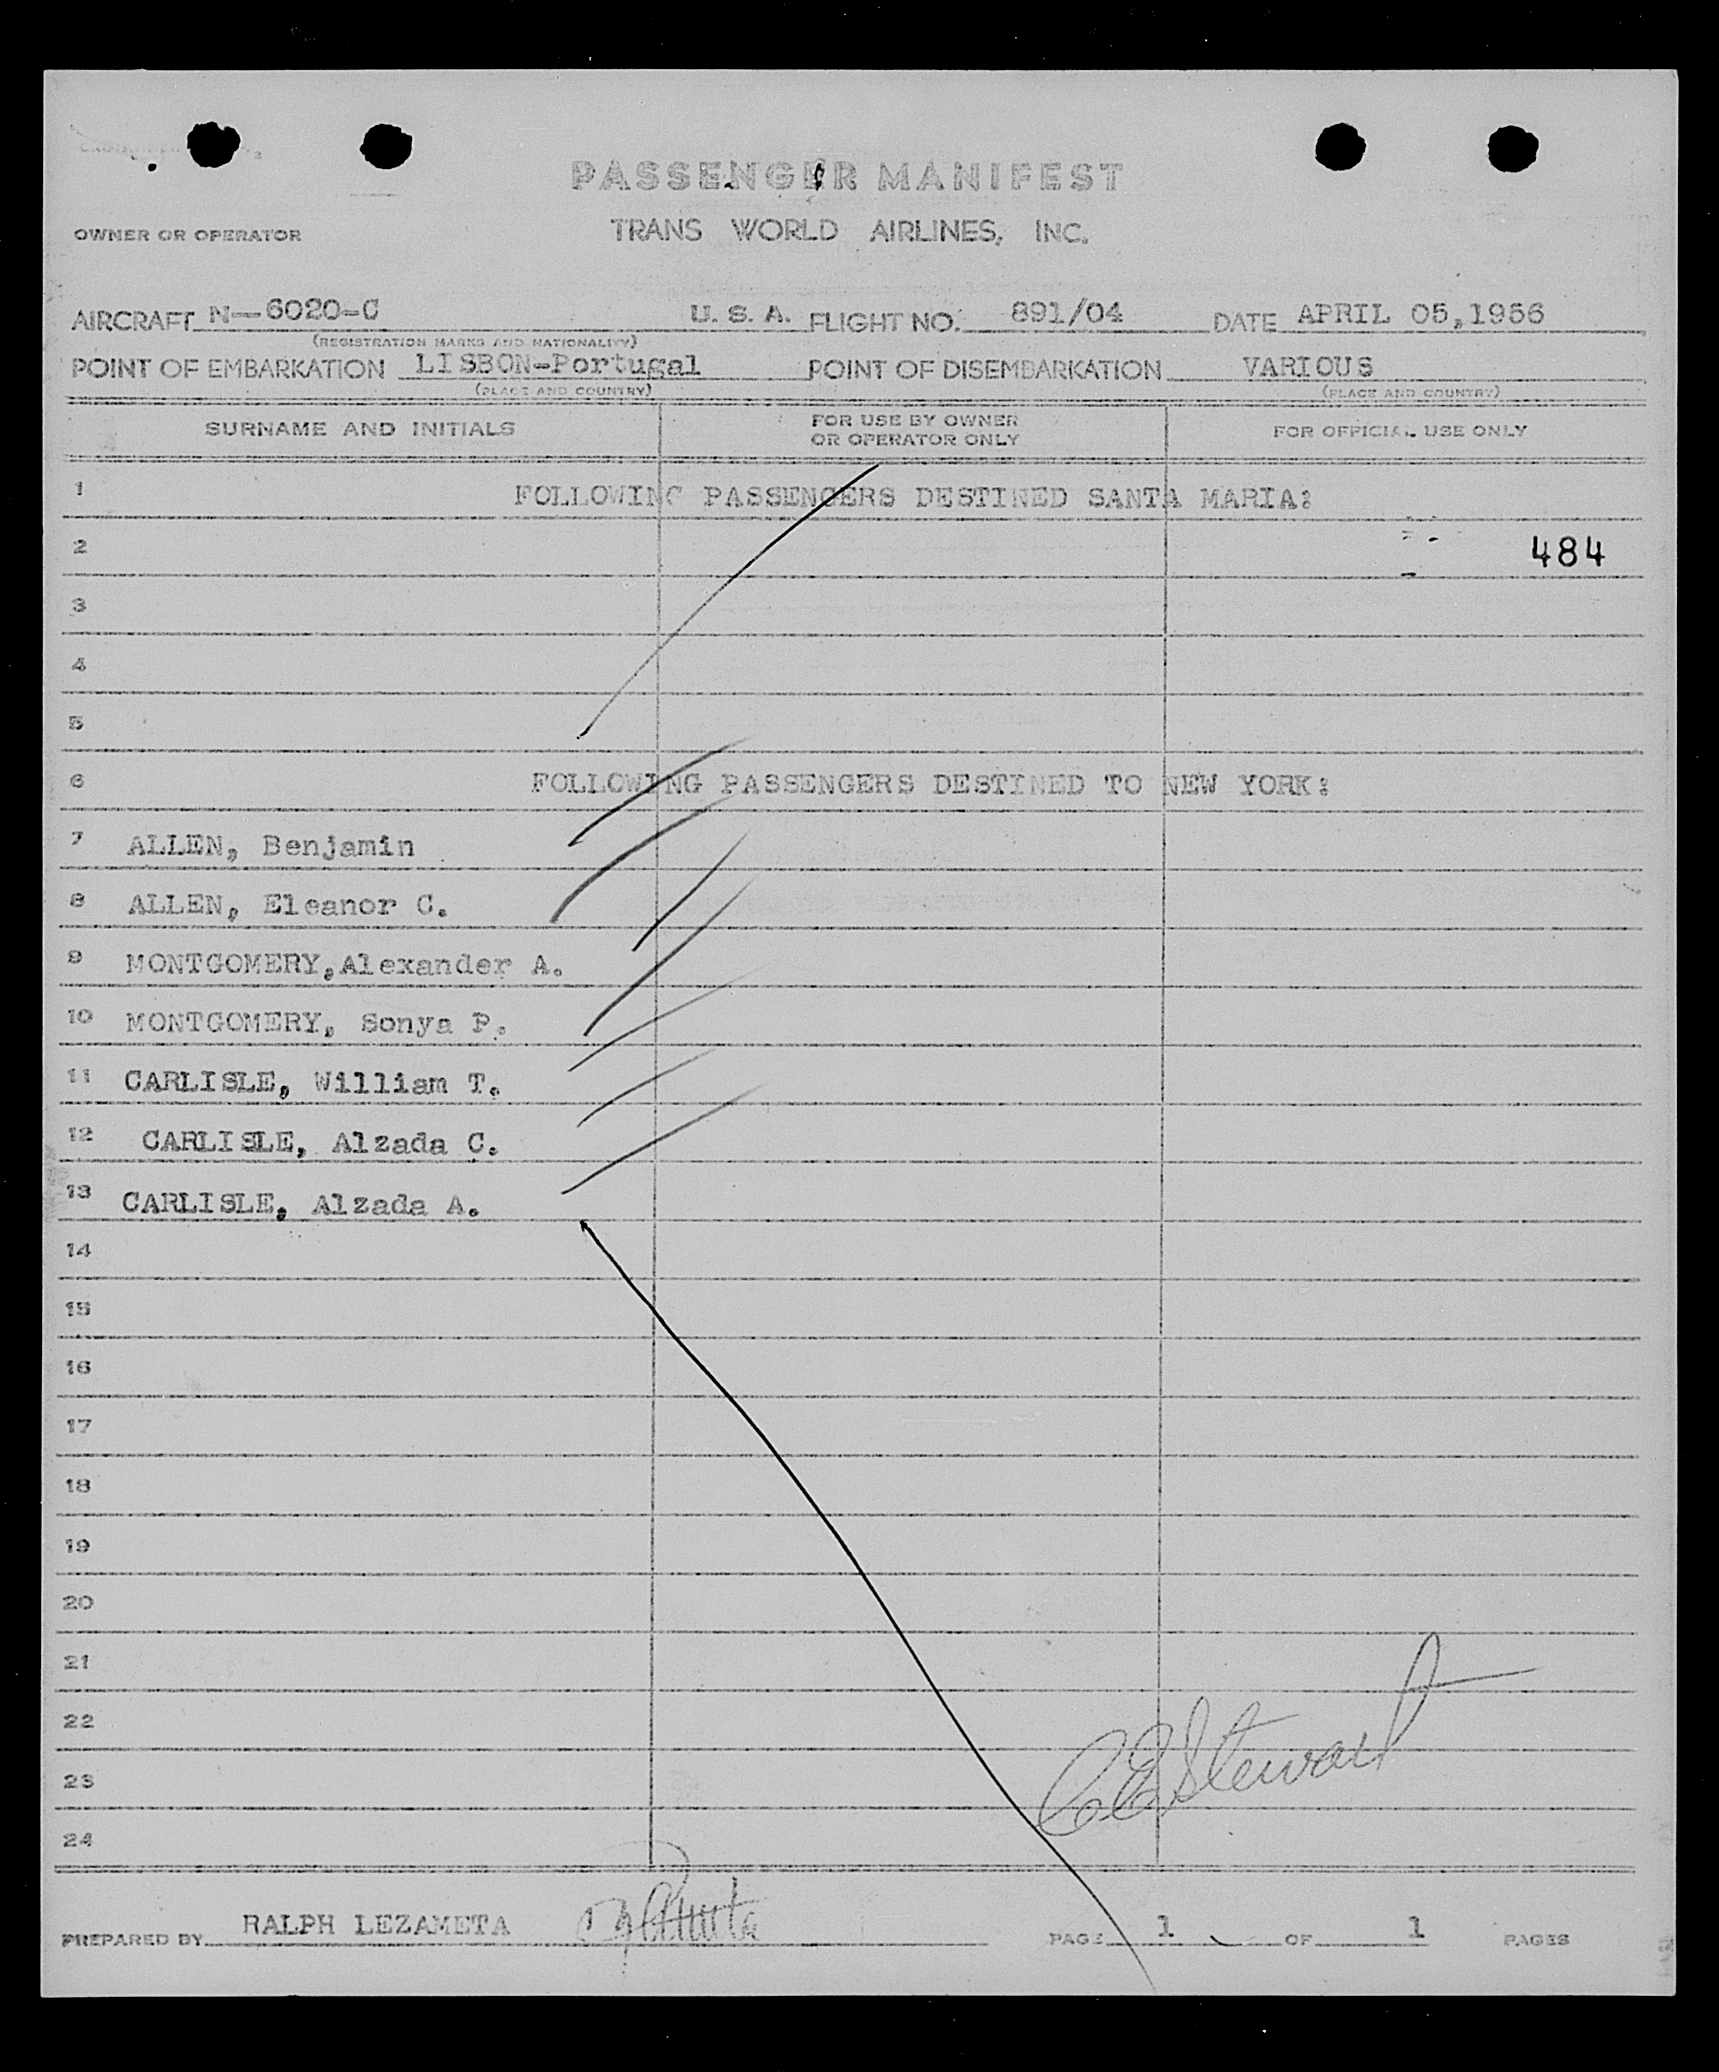 PASSENGER MANIFEST
OWNER OR OPERATOR TRANS WORLD AIRLINES, INC.
AIRCRAFT N-6020-C U. S. A. FLIGHT NO. 891/04 DATE APRIL 05,1956
(REGISTRATION MARKS AND NATIONALITY)
POINT OF EMBARKATION LISBON-Portugal POINT OF DISEMBARKATION VARIOUS
(PLACE AND COUNTRY) (PLACE AND COUNTRY)
SURNAME AND INITIALS FOR USE BY OWNER OR OPERATOR ONLY FOR OFFICIAL USE ONLY
1 FOLLOWING PASSENGERS DESTINED SANTA MARIA:
2 484
3
4
5
6 FOLLOWING PASSENGERS DESTINED TO NEW YORK:
7 ALLEN, Benjamin
8 ALLEN, Eleanor C.
9 MONTGOMERY,Alexander A.
10 MONTGOMERY, Sonya P.
11 CARLISLE, William T.
12 CARLISLE, Alzada C.
13 CARLISLE, Alzada A.
14
15
16
17
18
19
20
21
22
23 CEStewart
24
PREPARED BY RALPH LEZAMETA PAGE 1 OF 1 PAGES